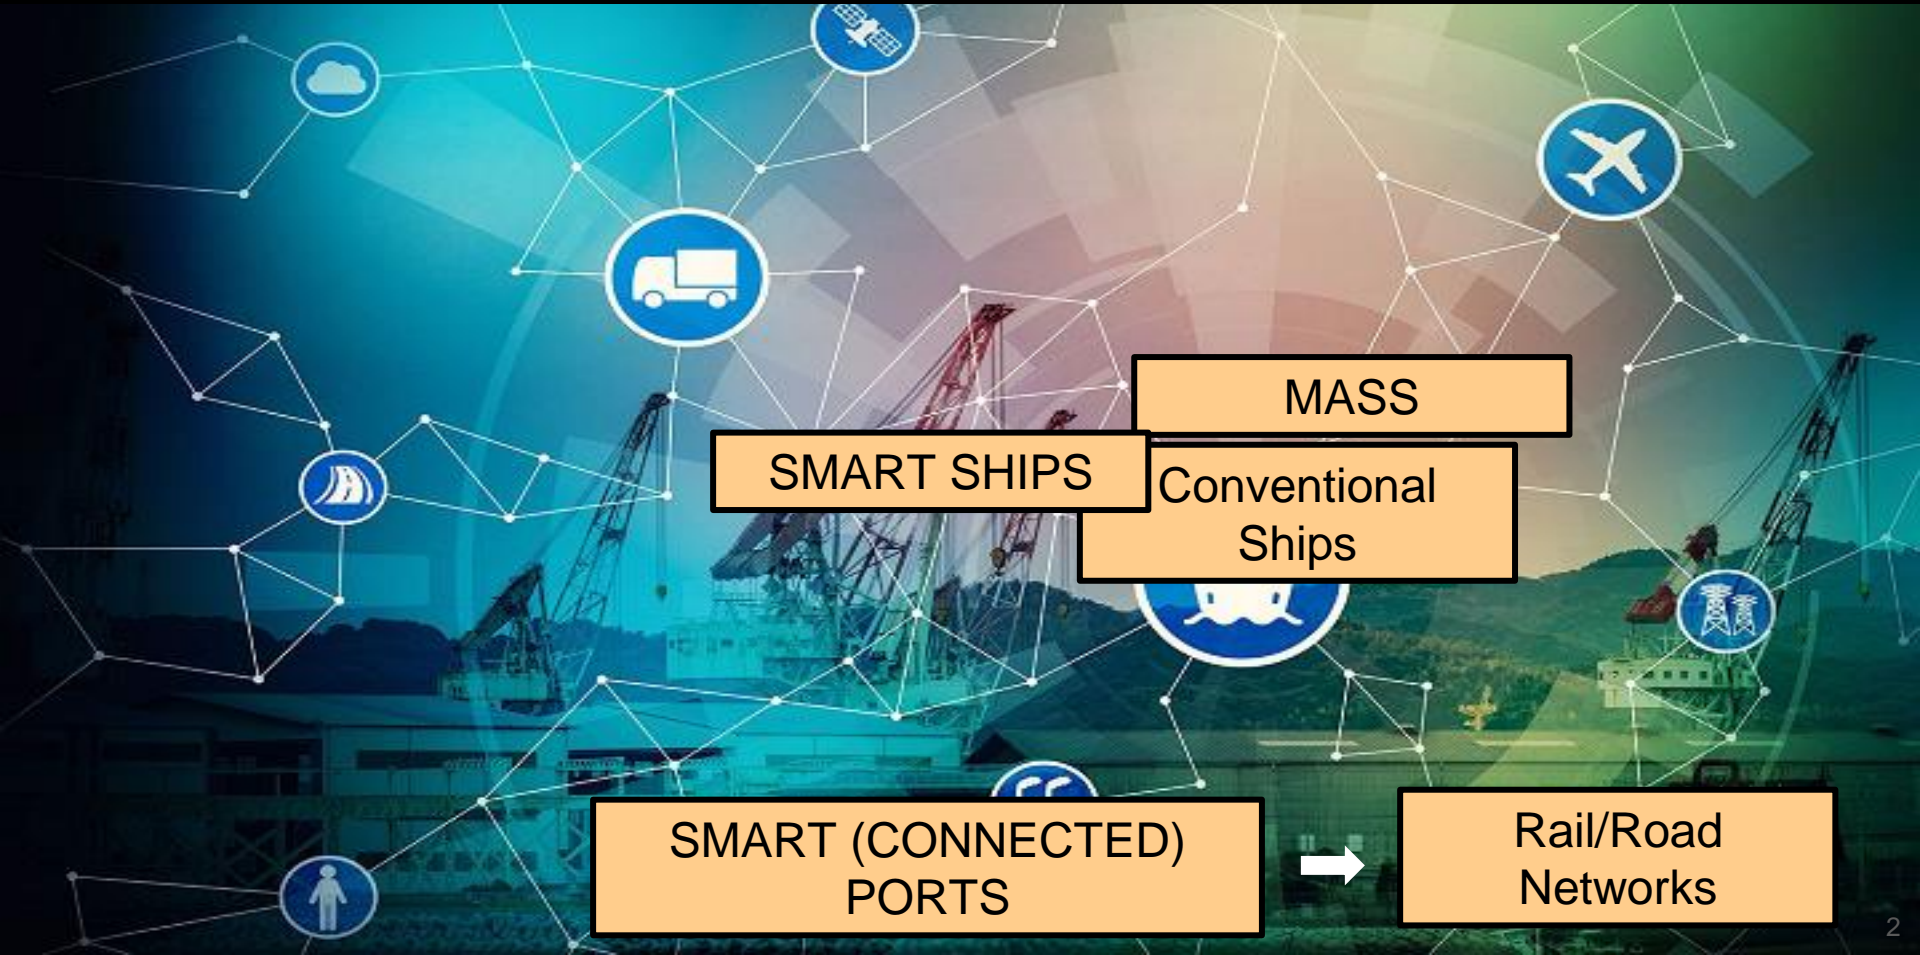 MASS
SMART SHIPS
Conventional
Ships
SMART (CONNECTED)
PORTS
Rail/Road
Networks
2